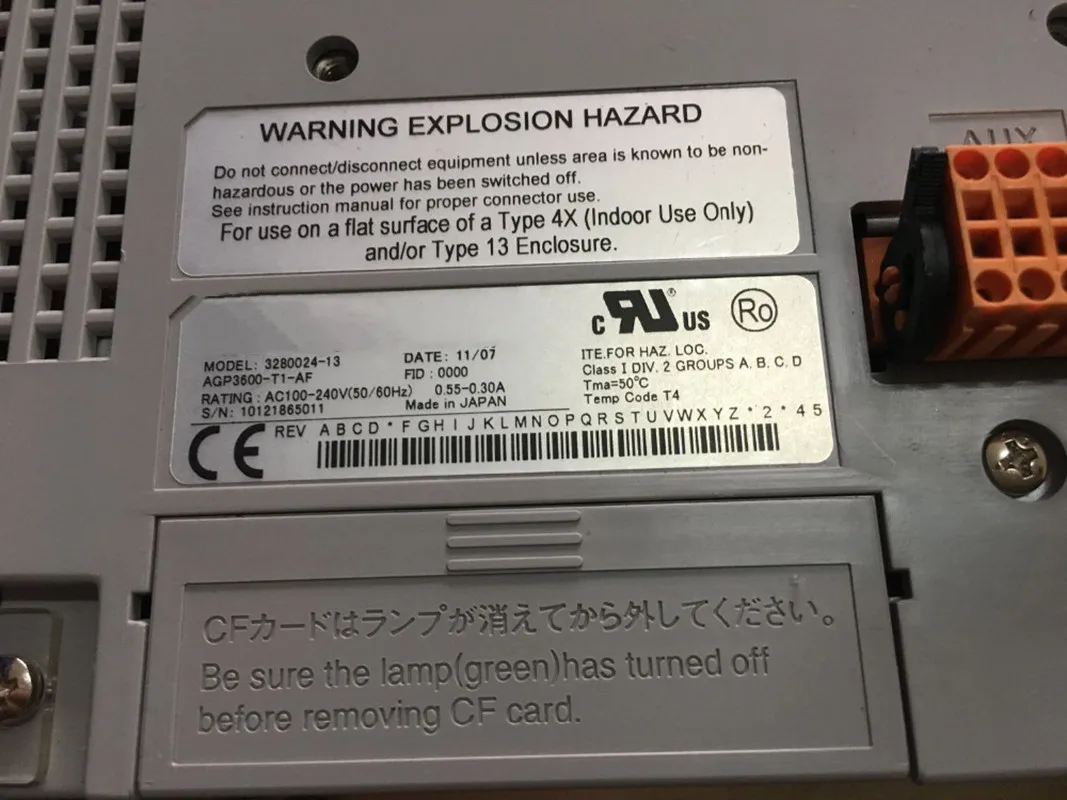 WARNING EXPLOSION HAZARD
Do not connect/disconnect equipment unless area is known to be non-
hazardous or the power has been switched off.
See instruction manual for proper connector use.
For use on a flat surface of a Type 4X (Indoor Use Only)
and/or Type 13 Enclosure.
AUX
C RU US Ro
MODEL: 3280024-13 DATE: 11/07 ITE.FOR HAZ. LOC.
AGP3600-T1-AF FID : 0000 Class I DIV. 2 GROUPS A. B. C. D
RATING : AC100-240V(50/60Hz) 0.55-0.30A Tma=50°C
S/N: 10121865011 Made in JAPAN Temp Code T4
CE REV A B C D * F G H I J K L M N O P Q R S T U V W X Y Z * 2 * 4 5
CFカードはランプが消えてから外してください。
Be sure the lamp(green)has turned off
before removing CF card.